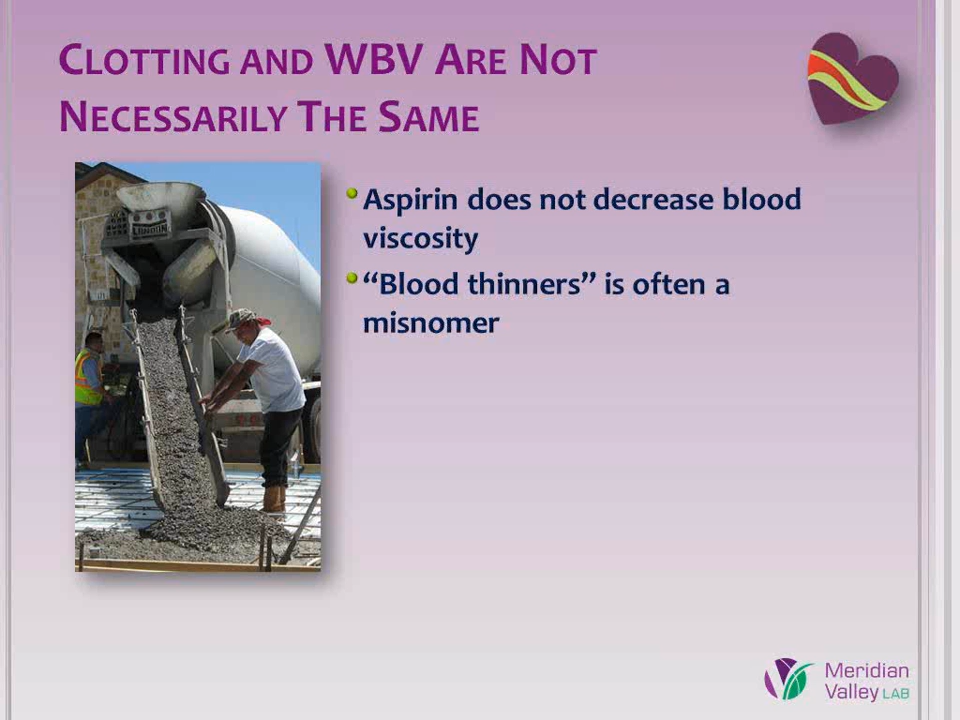 CLOTTING AND WBV ARE NOT
NECESSARILY THE SAME
Aspirin does not decrease blood
viscosity
“Blood thinners” is often a
misnomer
LONDON
Meridian
Valley LAB